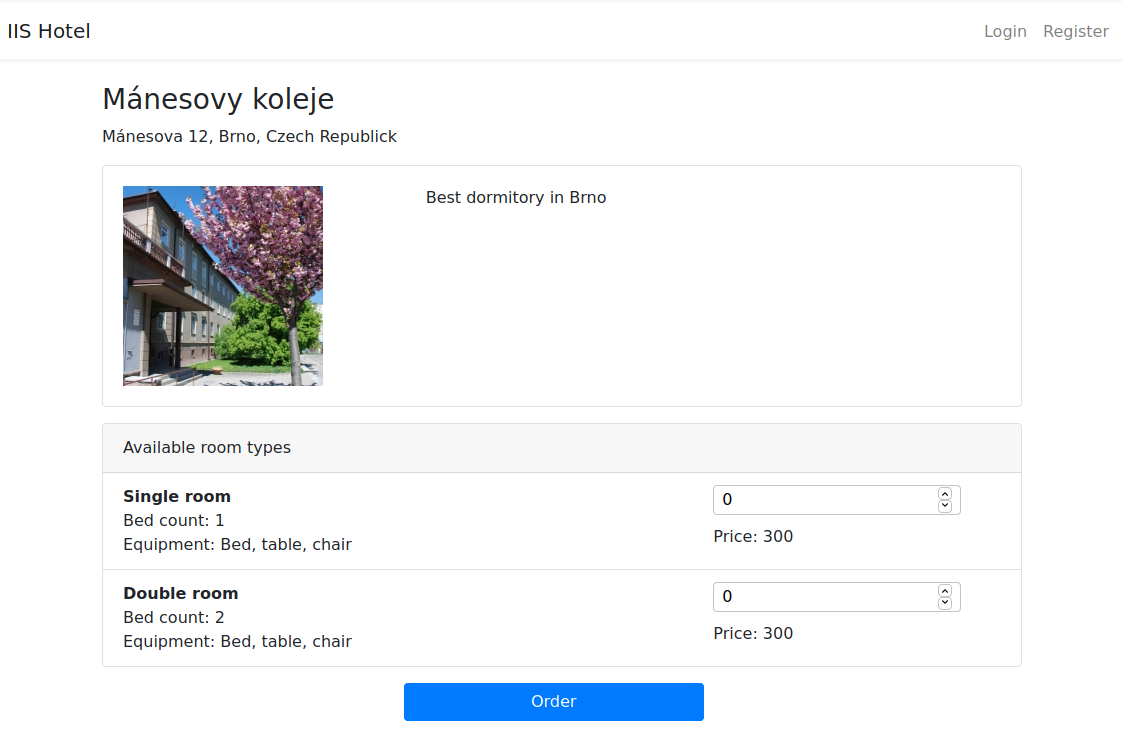 IIS Hotel
Login Register
Mánesovy koleje
Mánesova 12, Brno, Czech Republick
Best dormitory in Brno
Available room types
Single room
Bed count: 1
Equipment: Bed, table, chair
0
Price: 300
Double room
Bed count: 2
Equipment: Bed, table, chair
0
Price: 300
Order